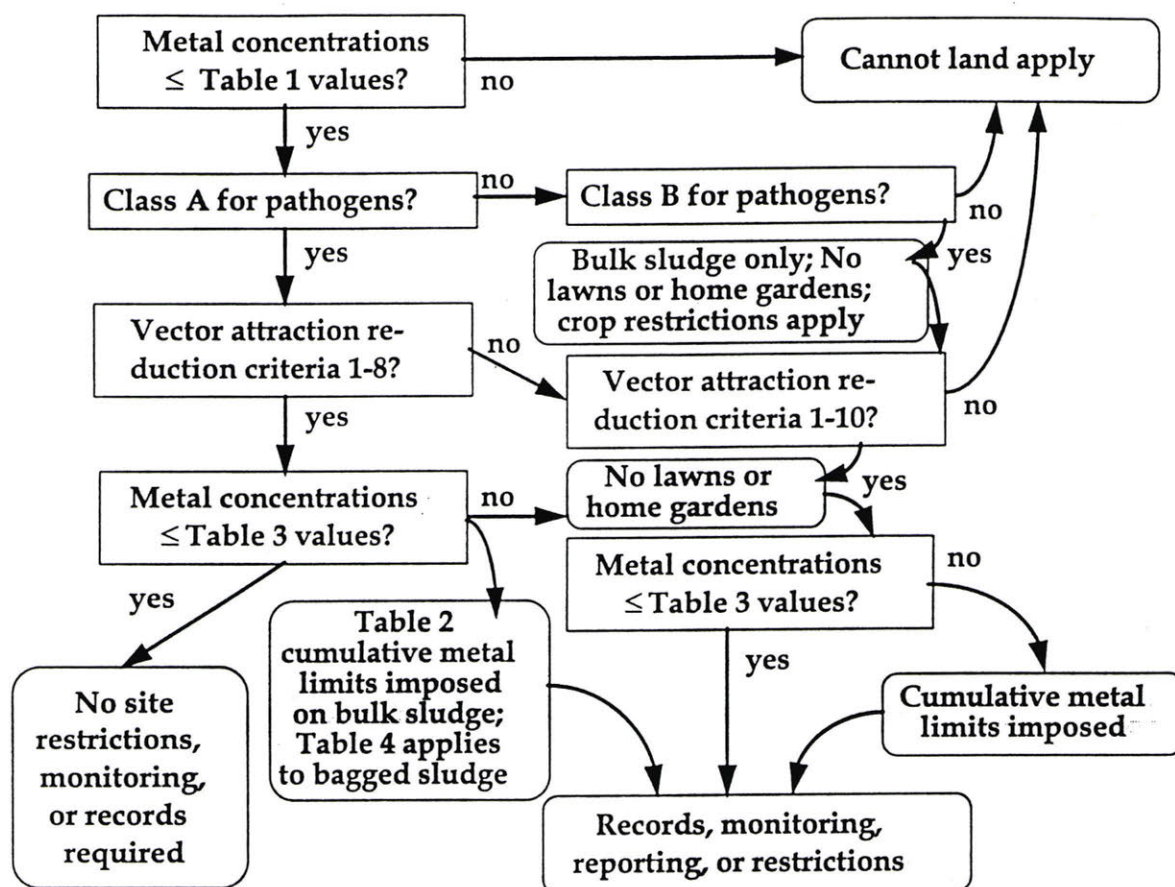 Metal concentrations
≤ Table 1 values?
no
Cannot land apply
yes
Class A for pathogens?
no
Class B for pathogens?
no
yes
yes
Bulk sludge only; No
lawns or home gardens;
crop restrictions apply
Vector attraction re-
duction criteria 1-8?
no
Vector attraction re-
duction criteria 1-10?
no
yes
yes
Metal concentrations
≤ Table 3 values?
no
No lawns or
home gardens
Metal concentrations
≤ Table 3 values?
no
yes
yes
Table 2
cumulative metal
limits imposed
on bulk sludge;
Table 4 applies
to bagged sludge
No site
restrictions,
monitoring,
or records
required
Cumulative metal
limits imposed
Records, monitoring,
reporting, or restrictions